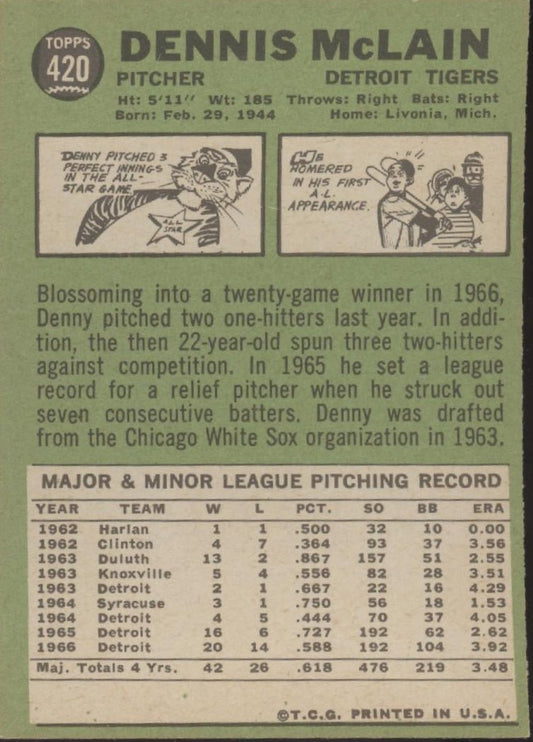 TOPPS
420
DENNIS McLAIN
PITCHER DETROIT TIGERS
Ht: 5'11" Wt: 185 Throws: Right Bats: Right
Born: Feb. 29, 1944 Home: Livonia, Mich.
DENNY PITCHED 3
PERFECT INNINGS
IN THE ALL-
STAR GAME.
ALL
STAR
HE
HOMERED
IN HIS FIRST
A.L.
APPEARANCE.
Blossoming into a twenty-game winner in 1966,
Denny pitched two one-hitters last year. In addi-
tion, the then 22-year-old spun three two-hitters
against competition. In 1965 he set a league
record for a relief pitcher when he struck out
seven consecutive batters. Denny was drafted
from the Chicago White Sox organization in 1963.
MAJOR & MINOR LEAGUE PITCHING RECORD
YEAR TEAM W L PCT. SO BB ERA
1962 Harlan 1 1 .500 32 10 0.00
1962 Clinton 4 7 .364 93 37 3.56
1963 Duluth 13 2 .867 157 51 2.55
1963 Knoxville 5 4 .556 82 28 3.51
1963 Detroit 2 1 .667 22 16 4.29
1964 Syracuse 3 1 .750 56 18 1.53
1964 Detroit 4 5 .444 70 37 4.05
1965 Detroit 16 6 .727 192 62 2.62
1966 Detroit 20 14 .588 192 104 3.92
Maj. Totals 4 Yrs. 42 26 .618 476 219 3.48
©T.C.G. PRINTED IN U.S.A.